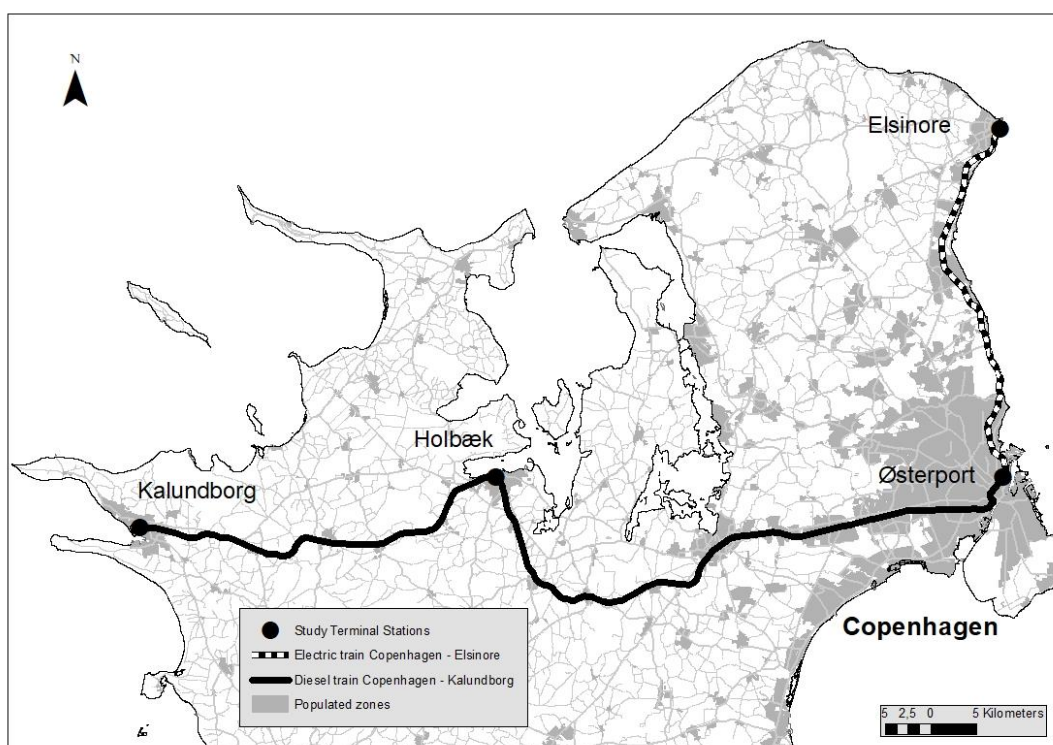 N
Elsinore
Holbæk
Kalundborg
Østerport
Copenhagen
Study Terminal Stations
Electric train Copenhagen - Elsinore
Diesel train Copenhagen - Kalundborg
Populated zones
5 2,5 0 5 Kilometers